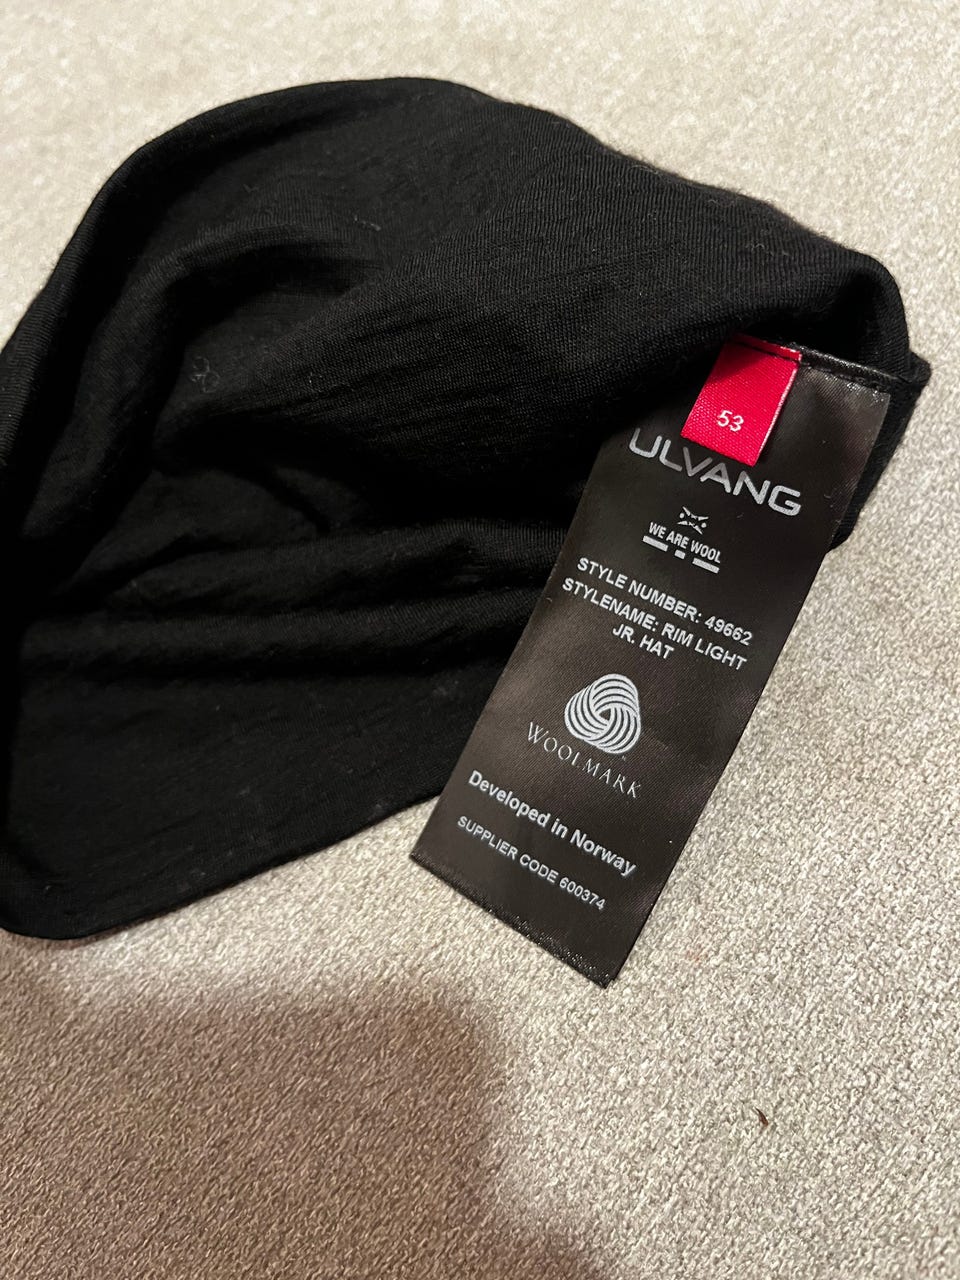 53
ULVANG
WE ARE WOOL
STYLE NUMBER: 49662
STYLENAME: RIM LIGHT
JR. HAT
WOOLMARK
Developed in Norway
SUPPLIER CODE 600374